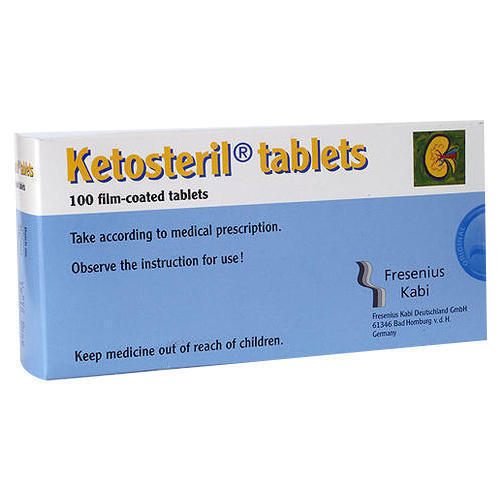 Ketosteril® tablets
100 film-coated tablets
Take according to medical prescription.
Observe the instruction for use!
Fresenius
Kabi
Fresenius Kabi Deutschland GmbH
61346 Bad Homburg v. d. H.
Germany
Keep medicine out of reach of children.
ORIGINAL